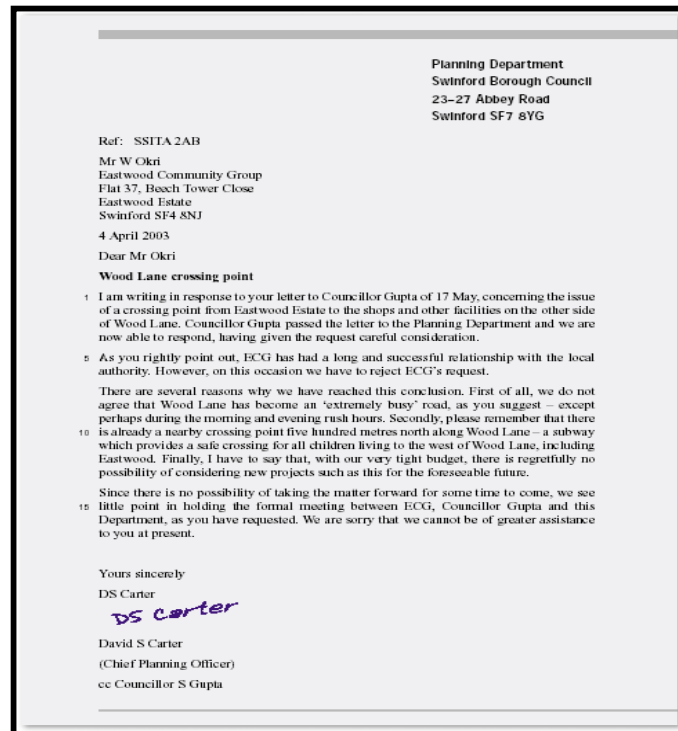 Planning Department
Swinford Borough Council
23–27 Abbey Road
Swinford SF7 8YG
Ref: SSITA 2AB
Mr W Okri
Eastwood Community Group
Flat 37, Beech Tower Close
Eastwood Estate
Swinford SF4 8NJ
4 April 2003
Dear Mr Okri
Wood Lane crossing point
1 I am writing in response to your letter to Councillor Gupta of 17 May, concerning the issue
of a crossing point from Eastwood Estate to the shops and other facilities on the other side
of Wood Lane. Councillor Gupta passed the letter to the Planning Department and we are
now able to respond, having given the request careful consideration.
5 As you rightly point out, ECG has had a long and successful relationship with the local
authority. However, on this occasion we have to reject ECG's request.
There are several reasons why we have reached this conclusion. First of all, we do not
agree that Wood Lane has become an 'extremely busy' road, as you suggest – except
perhaps during the morning and evening rush hours. Secondly, please remember that there
10 is already a nearby crossing point five hundred metres north along Wood Lane – a subway
which provides a safe crossing for all children living to the west of Wood Lane, including
Eastwood. Finally, I have to say that, with our very tight budget, there is regretfully no
possibility of considering new projects such as this for the foreseeable future.
Since there is no possibility of taking the matter forward for some time to come, we see
15 little point in holding the formal meeting between ECG, Councillor Gupta and this
Department, as you have requested. We are sorry that we cannot be of greater assistance
to you at present.
Yours sincerely
DS Carter
DS Carter
David S Carter
(Chief Planning Officer)
cc Councillor S Gupta